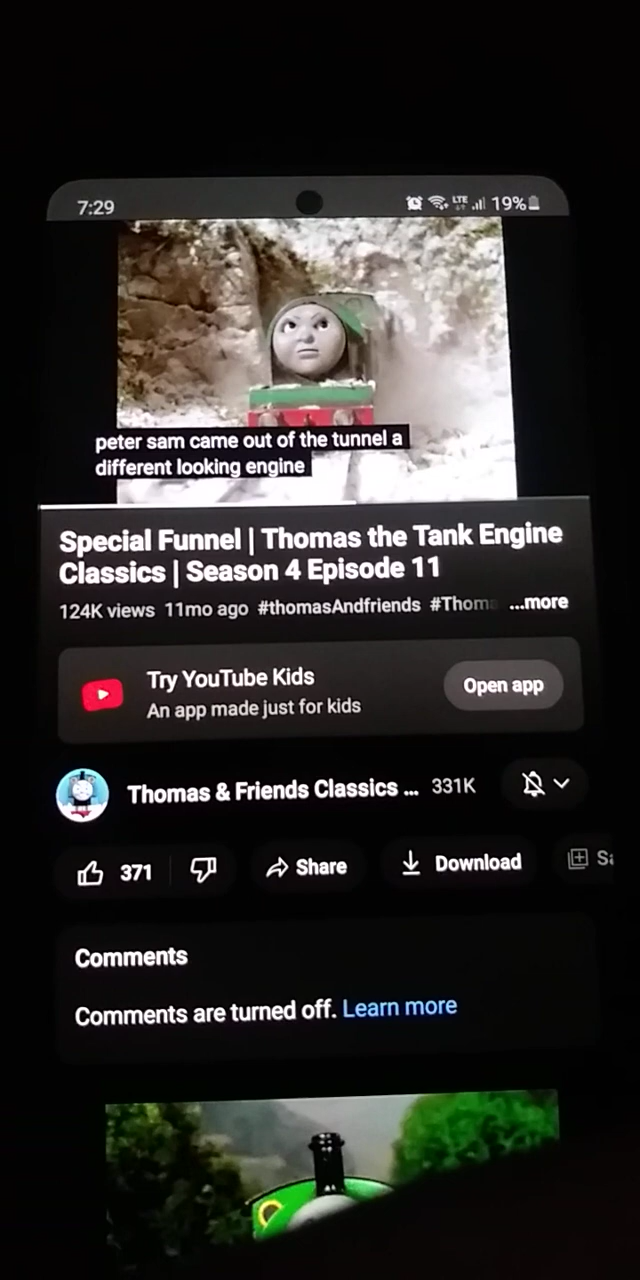 7:29 LTE 19%
peter sam came out of the tunnel a
different looking engine
Special Funnel | Thomas the Tank Engine
Classics | Season 4 Episode 11
124K views 11mo ago #thomasAndfriends #Thom ...more
Try YouTube Kids
An app made just for kids
Open app
Thomas & Friends Classics ... 331K
371 Share Download
Comments
Comments are turned off. Learn more